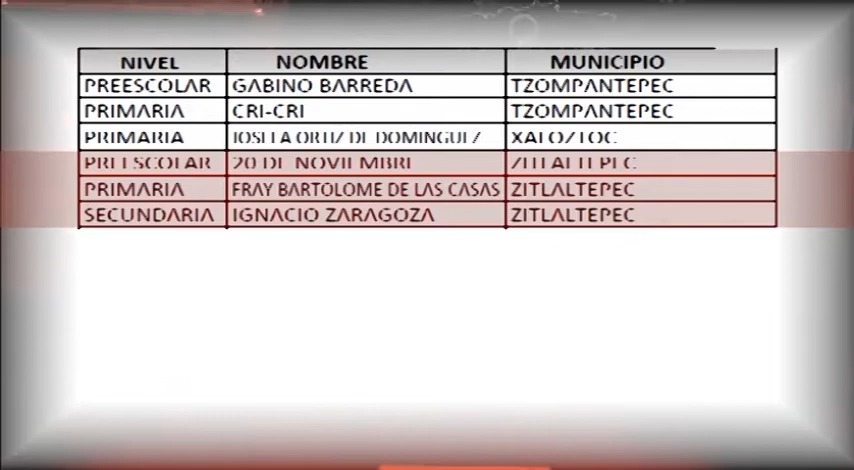 NIVEL NOMBRE MUNICIPIO
PREESCOLAR GABINO BARREDA TZOMPANTEPEC
PRIMARIA CRI-CRI TZOMPANTEPEC
PRIMARIA JOSEFA ORTIZ DE DOMINGUEZ XALOZTOC
PREESCOLAR 20 DE NOVIEMBRE ZITLALTEPEC
PRIMARIA FRAY BARTOLOME DE LAS CASAS ZITLALTEPEC
SECUNDARIA IGNACIO ZARAGOZA ZITLALTEPEC